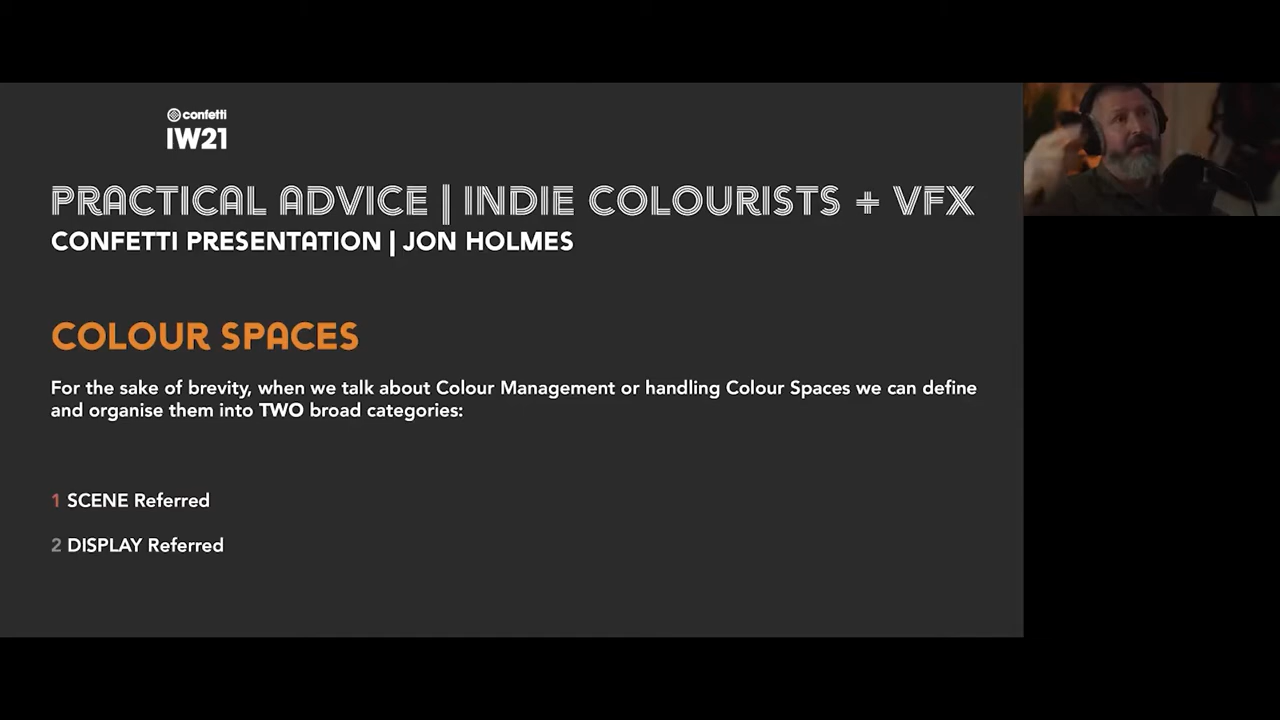 confetti
IW21
PRACTICAL ADVICE | INDIE COLOURISTS + VFX
CONFETTI PRESENTATION | JON HOLMES
COLOUR SPACES
For the sake of brevity, when we talk about Colour Management or handling Colour Spaces we can define
and organise them into TWO broad categories:
1 SCENE Referred
2 DISPLAY Referred